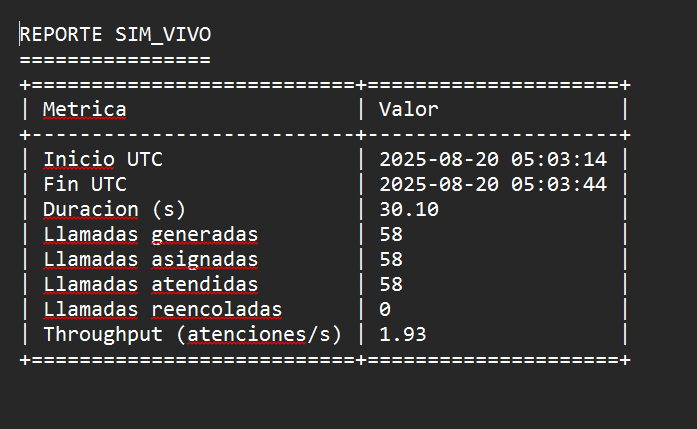 REPORTE SIM_VIVO
================
+===========================+=====================+
| Metrica                   | Valor               |
+---------------------------+---------------------+
| Inicio UTC                | 2025-08-20 05:03:14 |
| Fin UTC                   | 2025-08-20 05:03:44 |
| Duracion (s)              | 30.10               |
| Llamadas generadas        | 58                  |
| Llamadas asignadas        | 58                  |
| Llamadas atendidas        | 58                  |
| Llamadas reencoladas      | 0                   |
| Throughput (atenciones/s) | 1.93                |
+===========================+=====================+